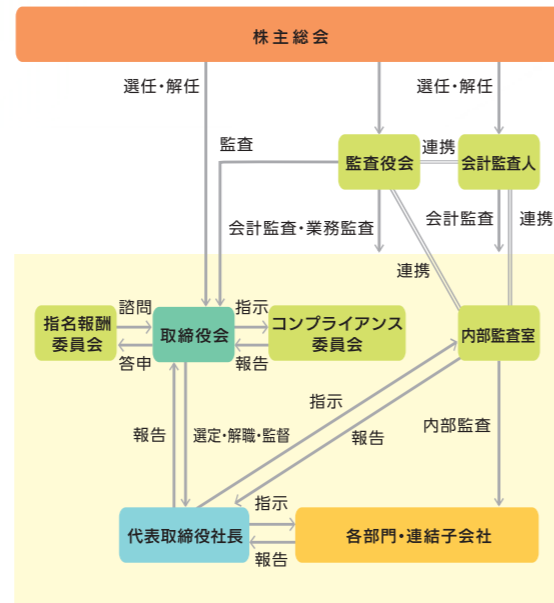 株主総会
選任・解任
選任・解任
監査
監査役会
連携
会計監査人
会計監査・業務監査
会計監査
連携
連携
指名報酬
委員会
諮問
答申
取締役会
指示
報告
コンプライアンス
委員会
内部監査室
報告
選定・解職・監督
指示
報告
内部監査
代表取締役社長
指示
報告
各部門・連結子会社